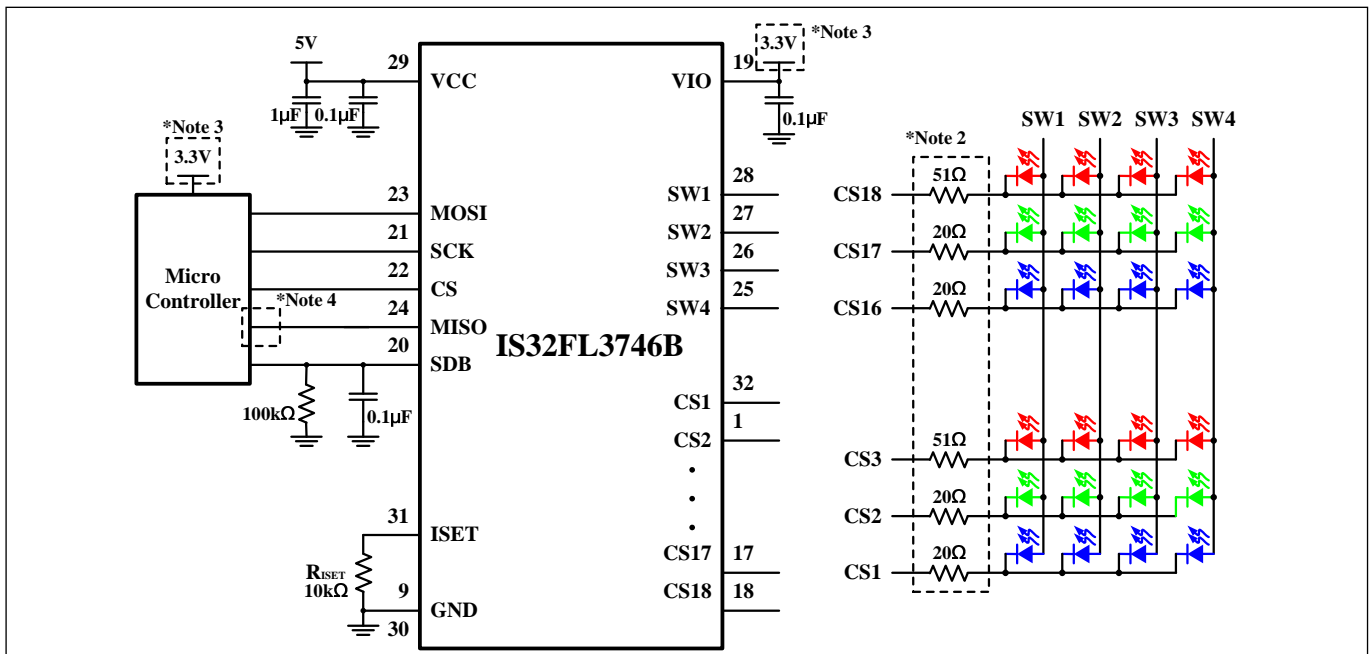 5V
29
VCC
1μF
0.1μF
*Note 3
3.3V
Micro
Controller
23
MOSI
21
SCK
22
CS
*Note 4
24
MISO
20
SDB
100kΩ
0.1μF
31
ISET
RISET
10kΩ
9
GND
30
IS32FL3746B
3.3V
*Note 3
19
VIO
0.1μF
28
SW1
27
SW2
26
SW3
25
SW4
32
CS1
1
CS2
17
CS17
18
CS18
SW1 SW2 SW3 SW4
*Note 2
51Ω
CS18
20Ω
CS17
20Ω
CS16
51Ω
CS3
20Ω
CS2
20Ω
CS1